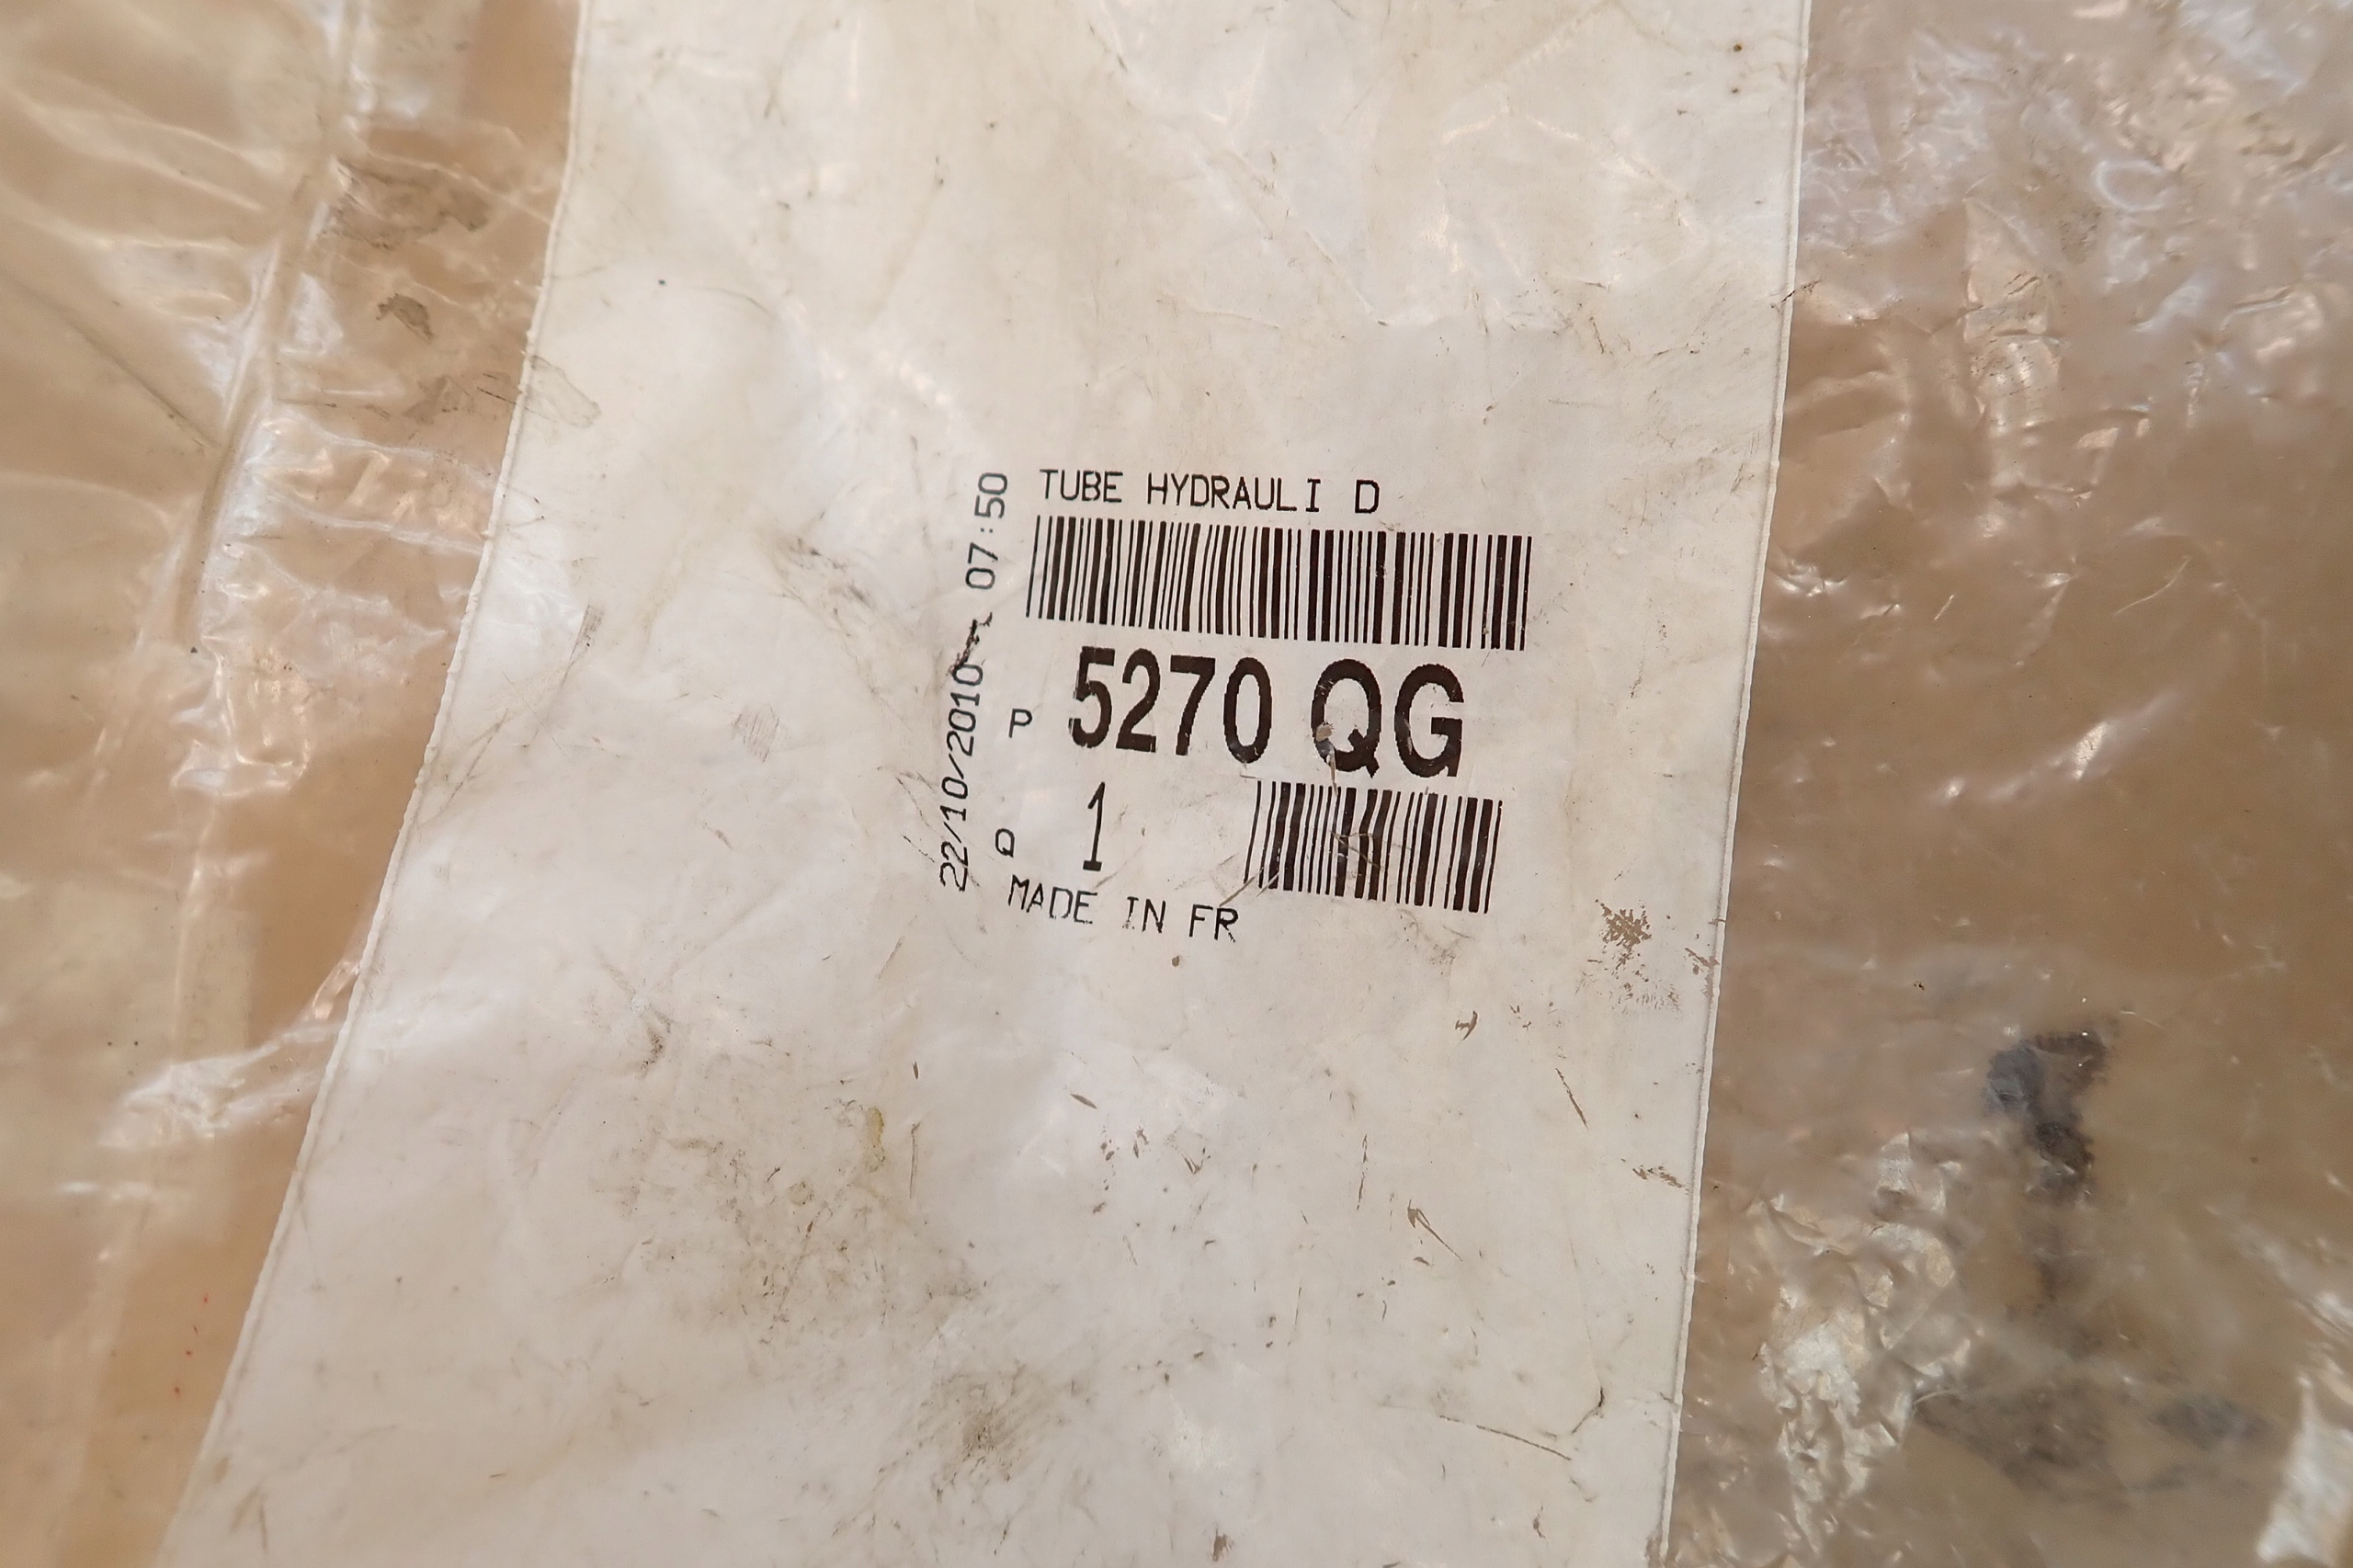 TUBE HYDRAULI D
22/10/2010 07:50
P 5270 QG
Q 1
MADE IN FR